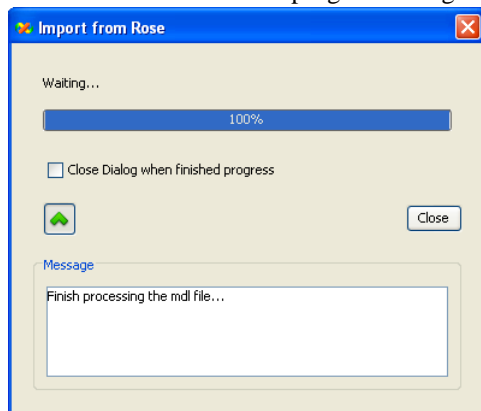 Import from Rose
Waiting...
100%
Close Dialog when finished progress
Close
Message
Finish processing the mdl file...